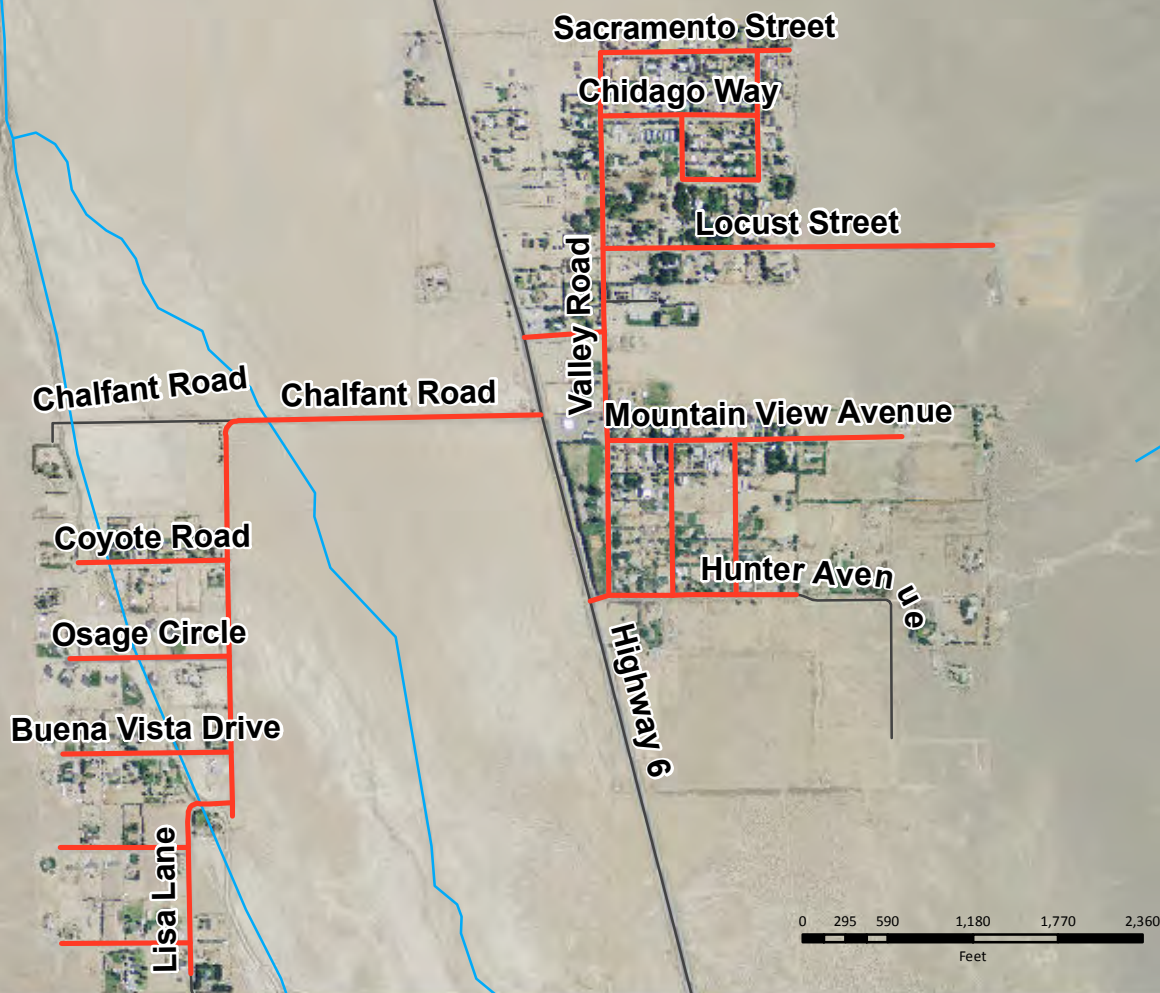 Sacramento Street
Chidago Way
Locust Street
Valley Road
Chalfant Road
Chalfant Road
Mountain View Avenue
Coyote Road
Hunter Avenue
Osage Circle
Highway 6
Buena Vista Drive
Lisa Lane
0 295 590 1,180 1,770 2,360
Feet